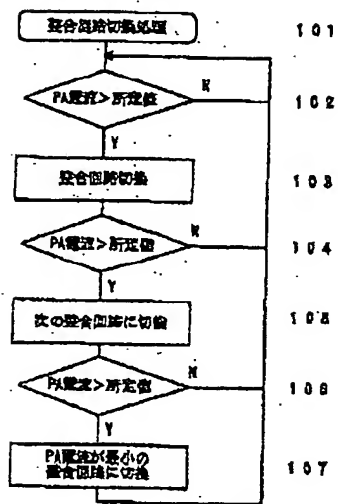 整合回路切換処理
101
PA電流>所定値
N
102
Y
整合回路切換
103
PA電流>所定値
N
104
Y
次の整合回路に切換
105
PA電流>所定値
N
106
Y
PA電流が最小の
整合回路に切換
107